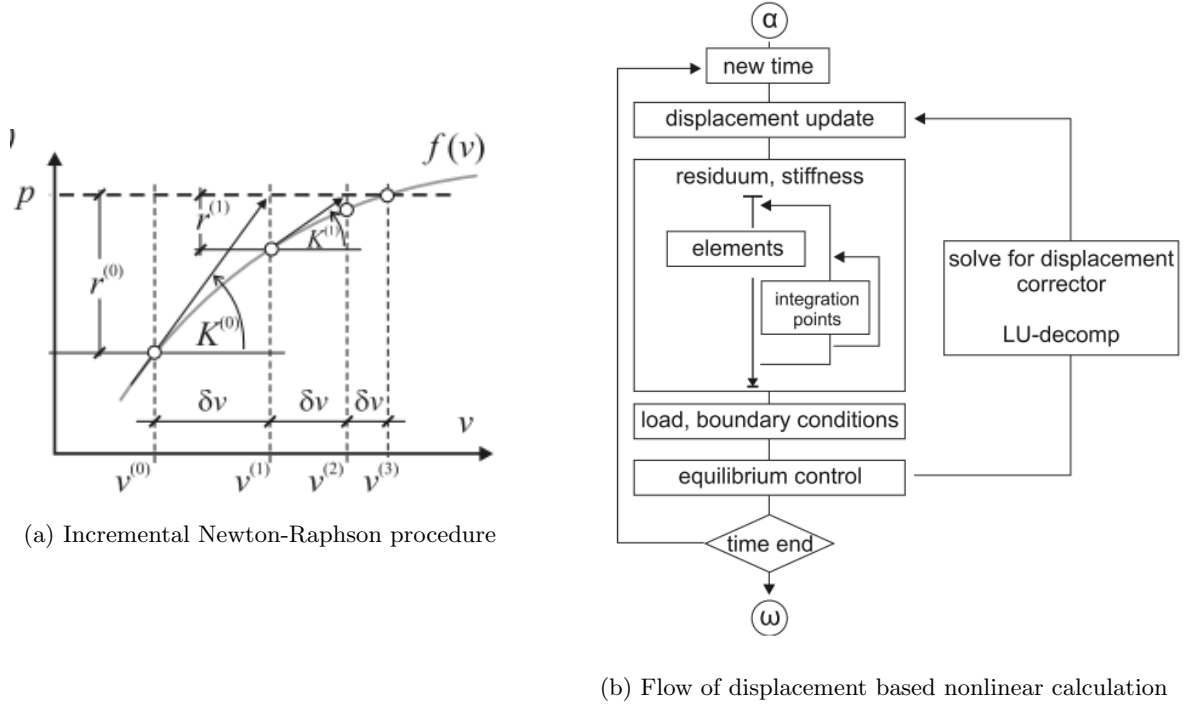 )
p
f(v)
r^(1)
K^(1)
r^(0)
K^(0)
δv
δv
δv
v
v^(0)
v^(1)
v^(2)
v^(3)
(a) Incremental Newton-Raphson procedure
α
new time
displacement update
residuum, stiffness
elements
integration
points
solve for displacement
corrector
LU-decomp
load, boundary conditions
equilibrium control
time end
ω
(b) Flow of displacement based nonlinear calculation